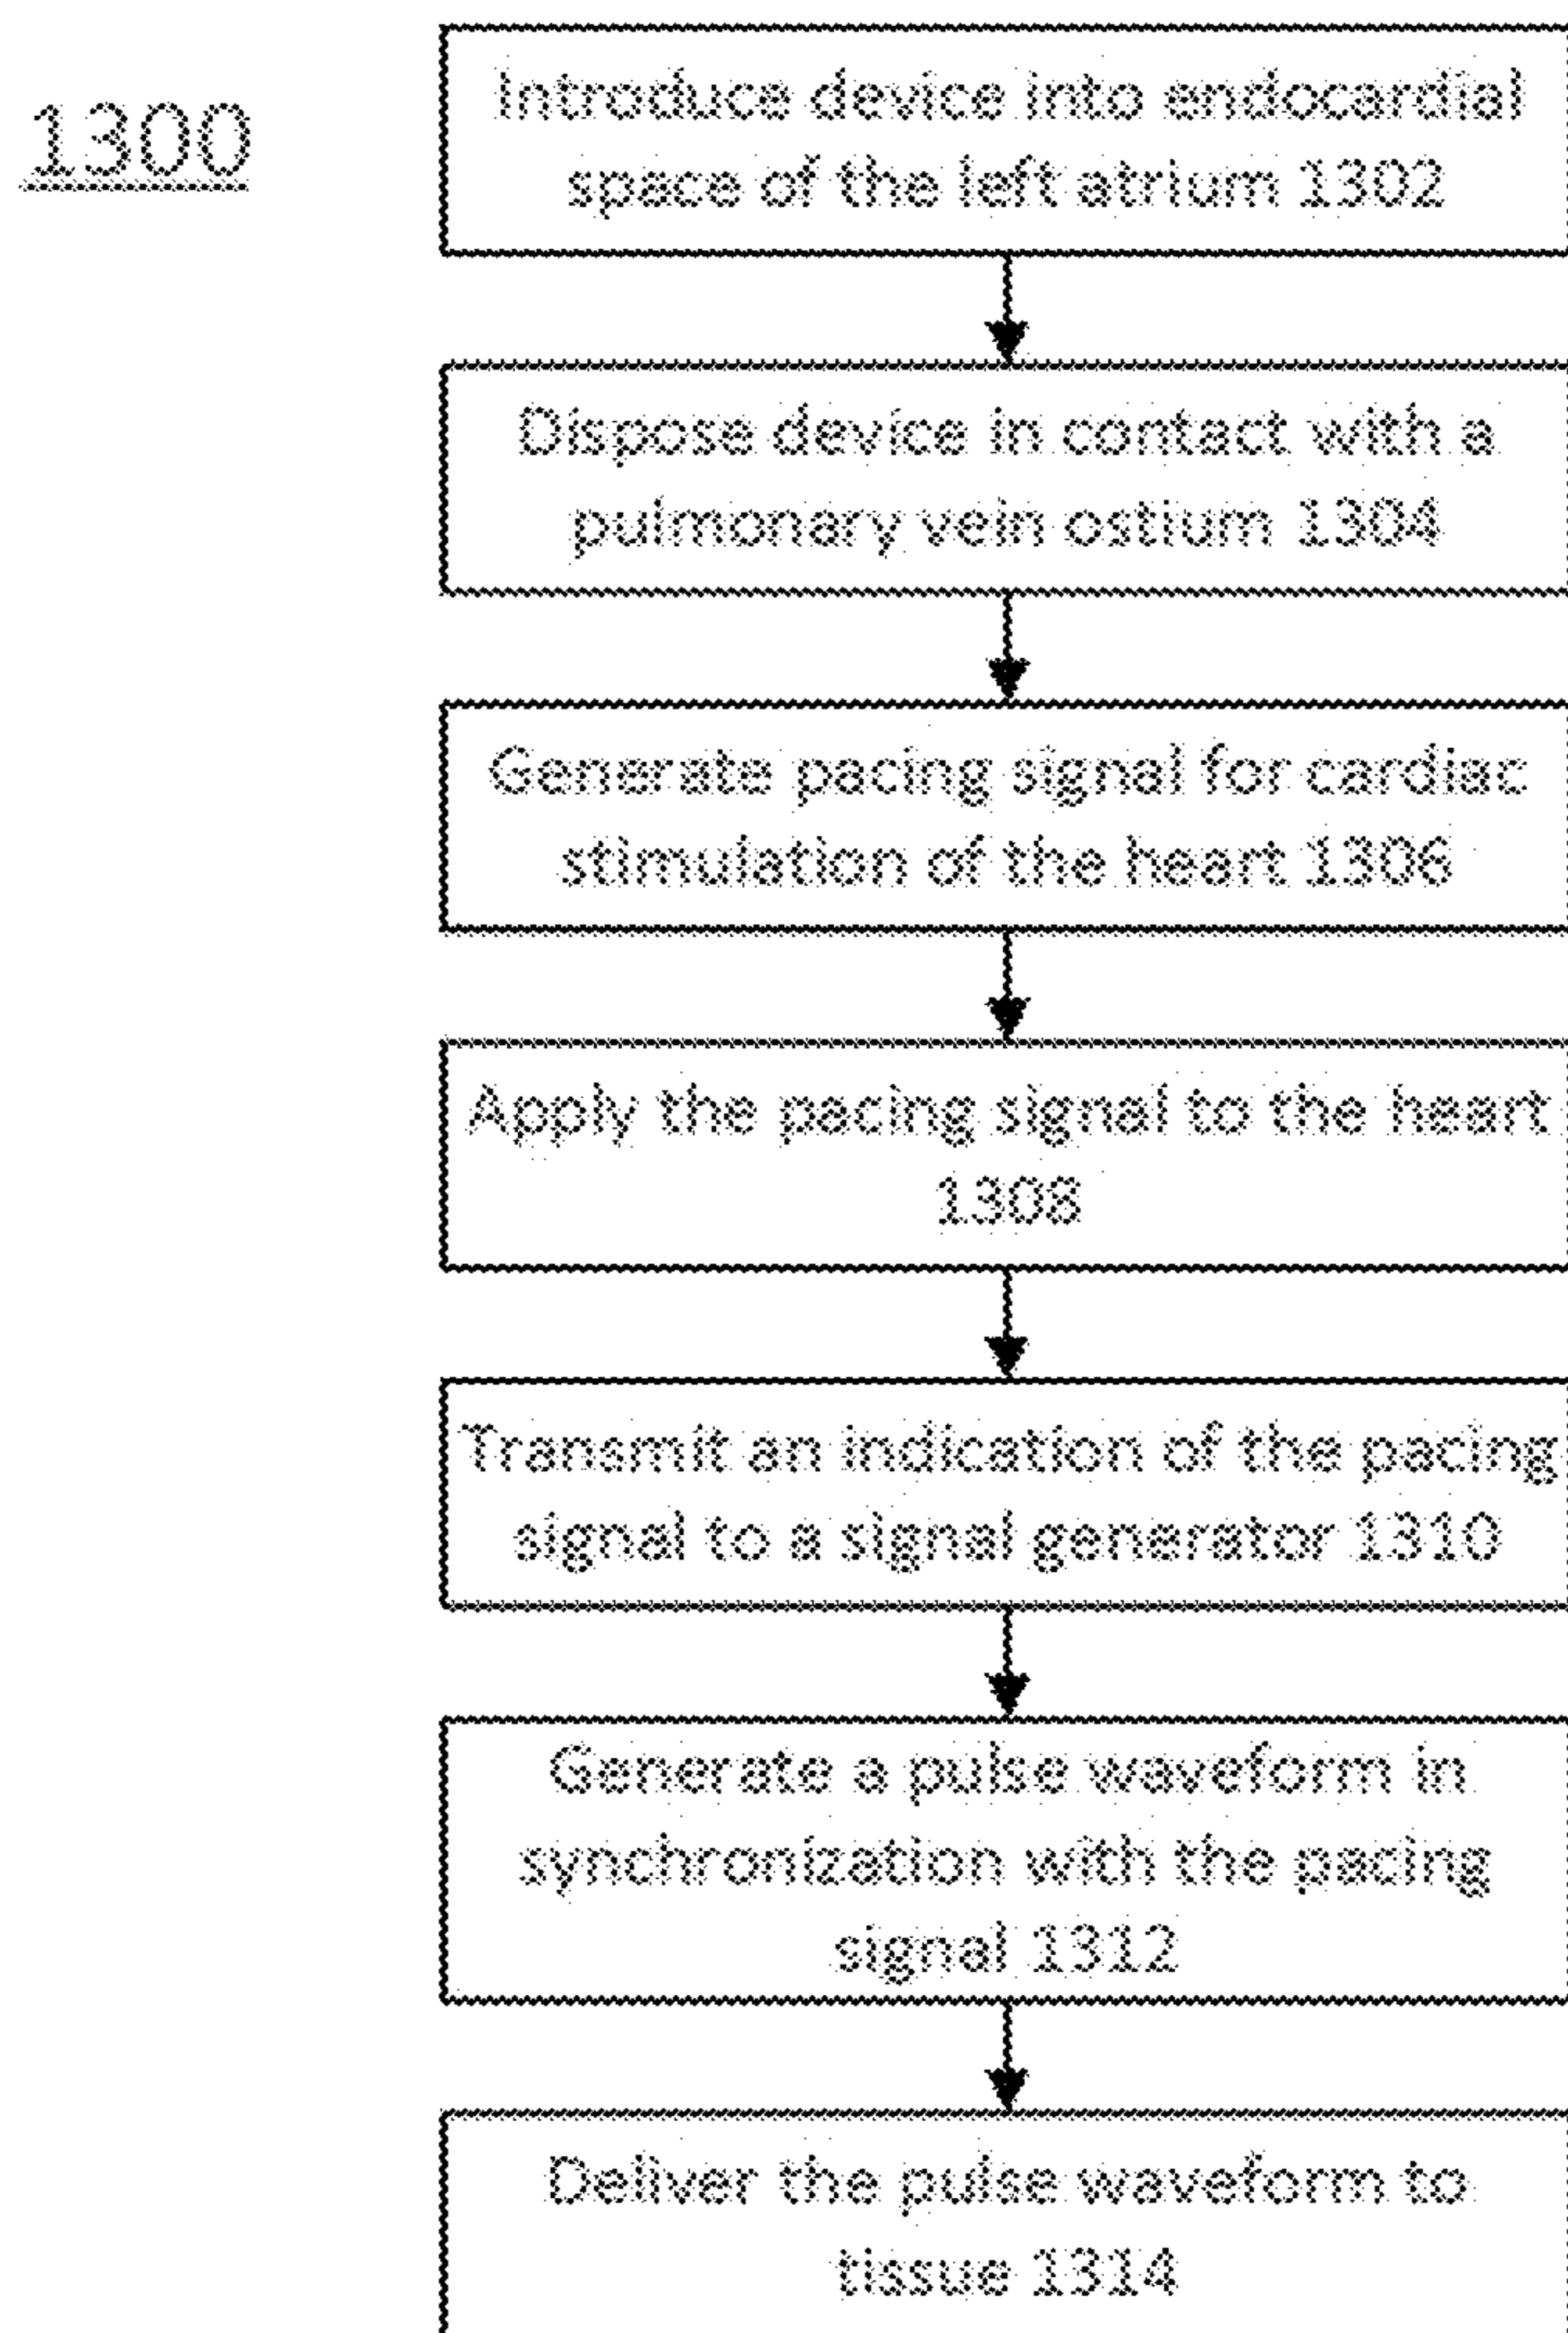 1300
Introduce device into endocardial
space of the left atrium 1302
Dispose device in contact with a
pulmonary vein ostium 1304
Generate pacing signal for cardiac
stimulation of the heart 1306
Apply the pacing signal to the heart
1308
Transmit an indication of the pacing
signal to a signal generator 1310
Generate a pulse waveform in
synchronization with the pacing
signal 1312
Deliver the pulse waveform to
tissue 1314